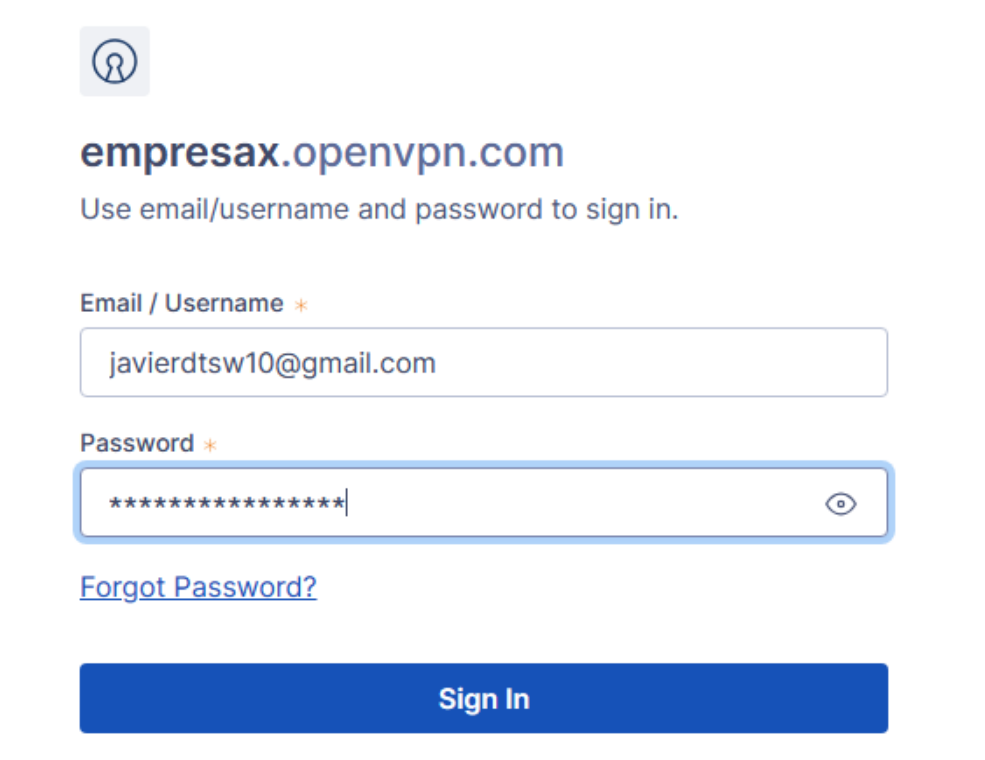 empresax.openvpn.com
Use email/username and password to sign in.
Email / Username *
javierdtsw10@gmail.com
Password *
****************
Forgot Password?
Sign In